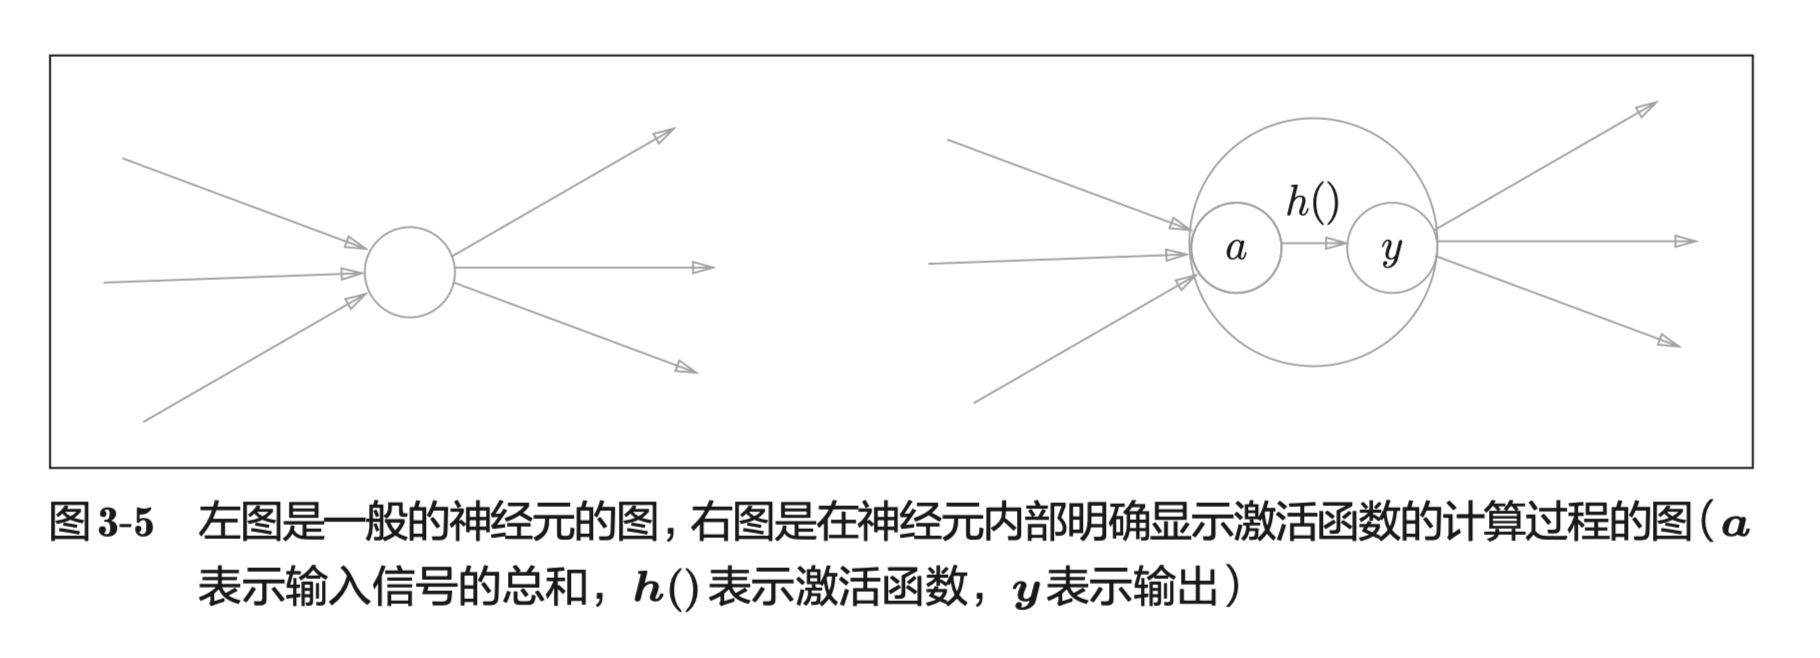 h()
a
y
图 3-5 左图是一般的神经元的图，右图是在神经元内部明确显示激活函数的计算过程的图（a
表示输入信号的总和，h()表示激活函数，y表示输出）